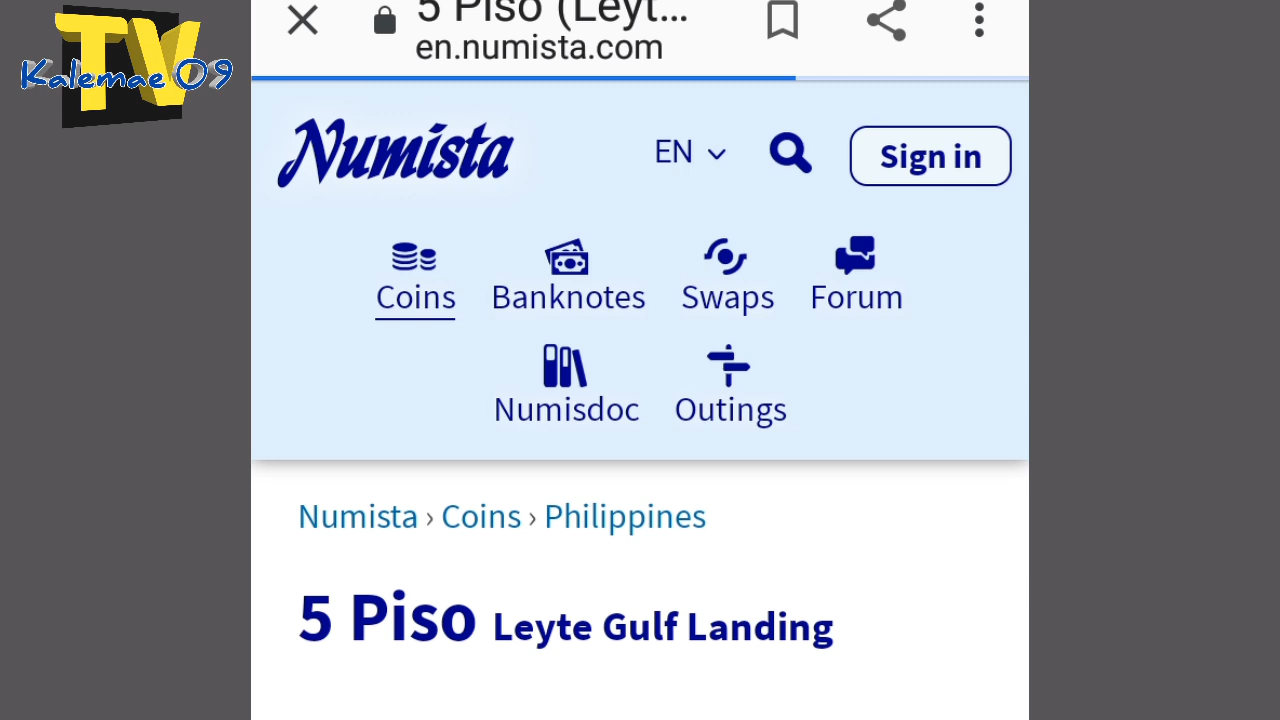 TV
Kalemae 09
5 Piso (Leyt...
en.numista.com
Numista
EN
Sign in
Coins Banknotes Swaps Forum
Numisdoc Outings
Numista › Coins › Philippines
5 Piso Leyte Gulf Landing